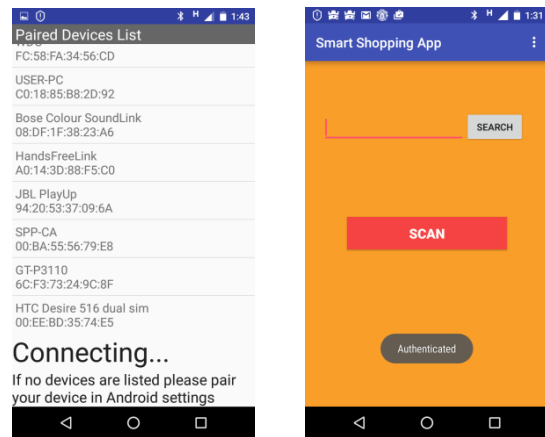 H 1:43
Paired Devices List
FC:58:FA:34:56:CD
USER-PC
C0:18:85:B8:2D:92
Bose Colour SoundLink
08:DF:1F:38:23:A6
HandsFreeLink
A0:14:3D:88:F5:C0
JBL PlayUp
94:20:53:37:09:6A
SPP-CA
00:BA:55:56:79:E8
GT-P3110
6C:F3:73:24:9C:8F
HTC Desire 516 dual sim
00:EE:BD:35:74:E5
Connecting...
If no devices are listed please pair
your device in Android settings
H 1:31
Smart Shopping App
SEARCH
SCAN
Authenticated